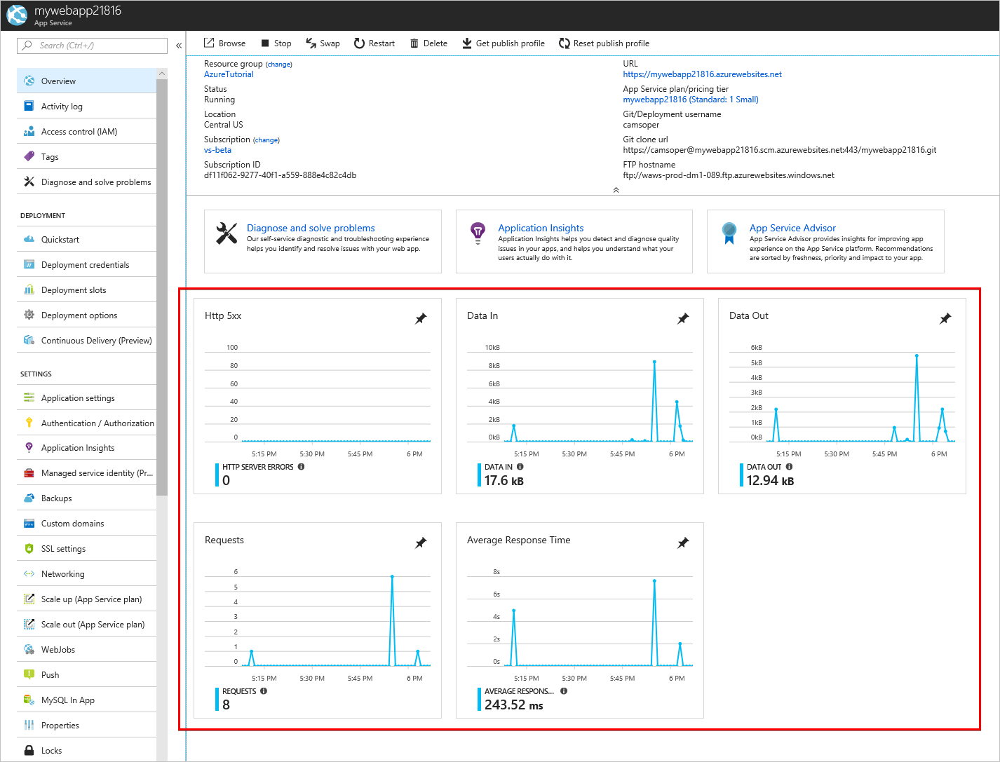 mywebapp21816
App Service
Search (Ctrl+/)
«
Overview
Activity log
Access control (IAM)
Tags
Diagnose and solve problems
DEPLOYMENT
Quickstart
Deployment credentials
Deployment slots
Deployment options
Continuous Delivery (Preview)
SETTINGS
Application settings
Authentication / Authorization
Application Insights
Managed service identity (Pr...
Backups
Custom domains
SSL settings
Networking
Scale up (App Service plan)
Scale out (App Service plan)
WebJobs
Push
MySQL In App
Properties
Locks
Browse Stop Swap Restart Delete Get publish profile Reset publish profile
Resource group (change)
AzureTutorial
Status
Running
Location
Central US
Subscription (change)
vs-beta
Subscription ID
df11f062-9277-40f1-a559-888e4c82c4db
URL
https://mywebapp21816.azurewebsites.net
App Service plan/pricing tier
mywebapp21816 (Standard: 1 Small)
Git/Deployment username
camsoper
Git clone url
https://camsoper@mywebapp21816.scm.azurewebsites.net:443/mywebapp21816.git
FTP hostname
ftp://waws-prod-dm1-089.ftp.azurewebsites.windows.net
Diagnose and solve problems
Our self-service diagnostic and troubleshooting experience
helps you identify and resolve issues with your web app.
Application Insights
Application Insights helps you detect and diagnose quality
issues in your apps, and helps you understand what your
users actually do with it.
App Service Advisor
App Service Advisor provides insights for improving app
experience on the App Service platform. Recommendations
are sorted by freshness, priority and impact to your app.
Http 5xx
100
80
60
40
20
0
5:15 PM 5:30 PM 5:45 PM 6 PM
HTTP SERVER ERRORS
0
Data In
10kB
8kB
6kB
4kB
2kB
0kB
5:15 PM 5:30 PM 5:45 PM 6 PM
DATA IN
17.6 kB
Data Out
6kB
5kB
4kB
3kB
2kB
1kB
0kB
5:15 PM 5:30 PM 5:45 PM 6 PM
DATA OUT
12.94 kB
Requests
6
5
4
3
2
1
0
5:15 PM 5:30 PM 5:45 PM 6 PM
REQUESTS
8
Average Response Time
8s
6s
4s
2s
0s
5:15 PM 5:30 PM 5:45 PM 6 PM
AVERAGE RESPONS...
243.52 ms